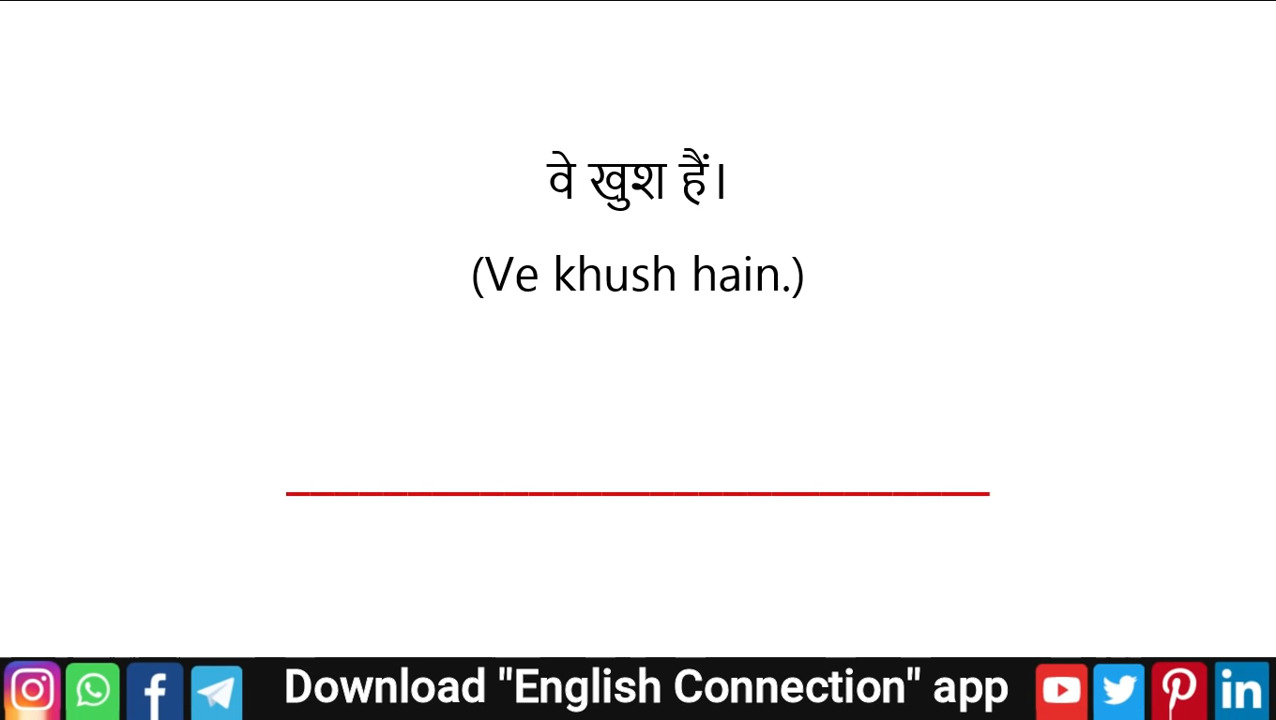 वे खुश हैं।
(Ve khush hain.)
Download "English Connection" app